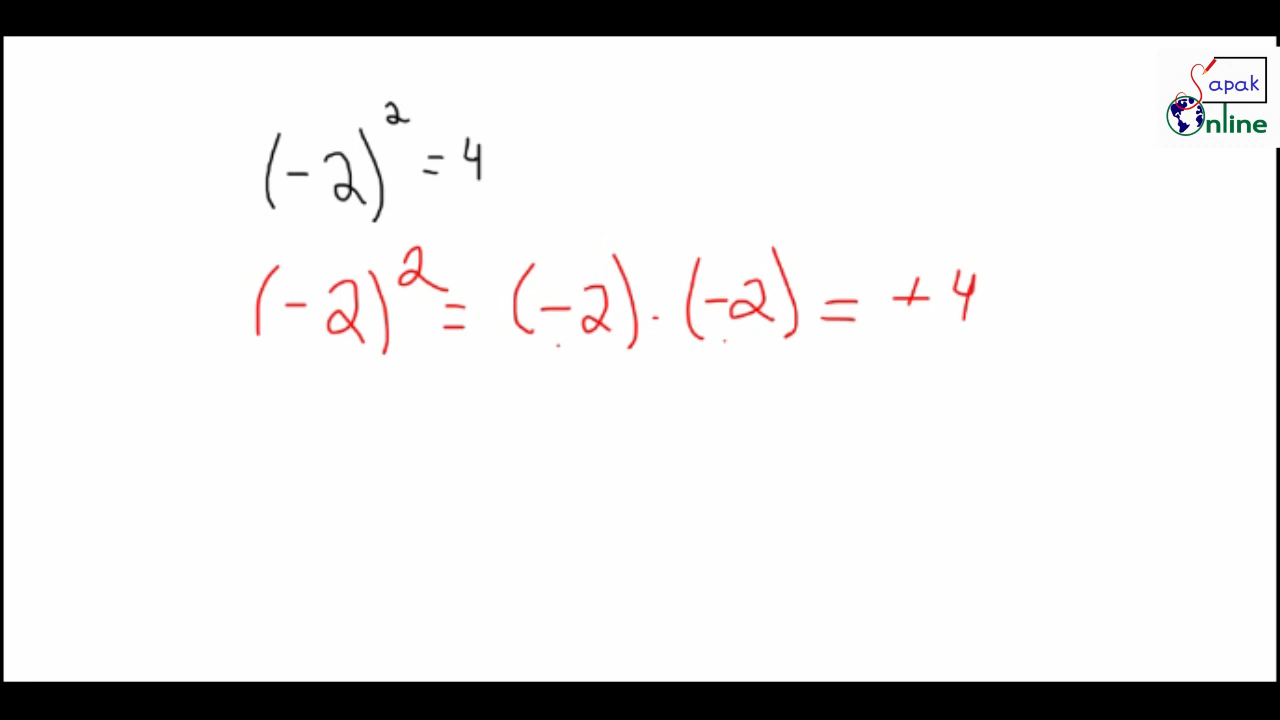 Sapak
Online
(-2)² = 4
(-2)² = (-2) . (-2) = +4